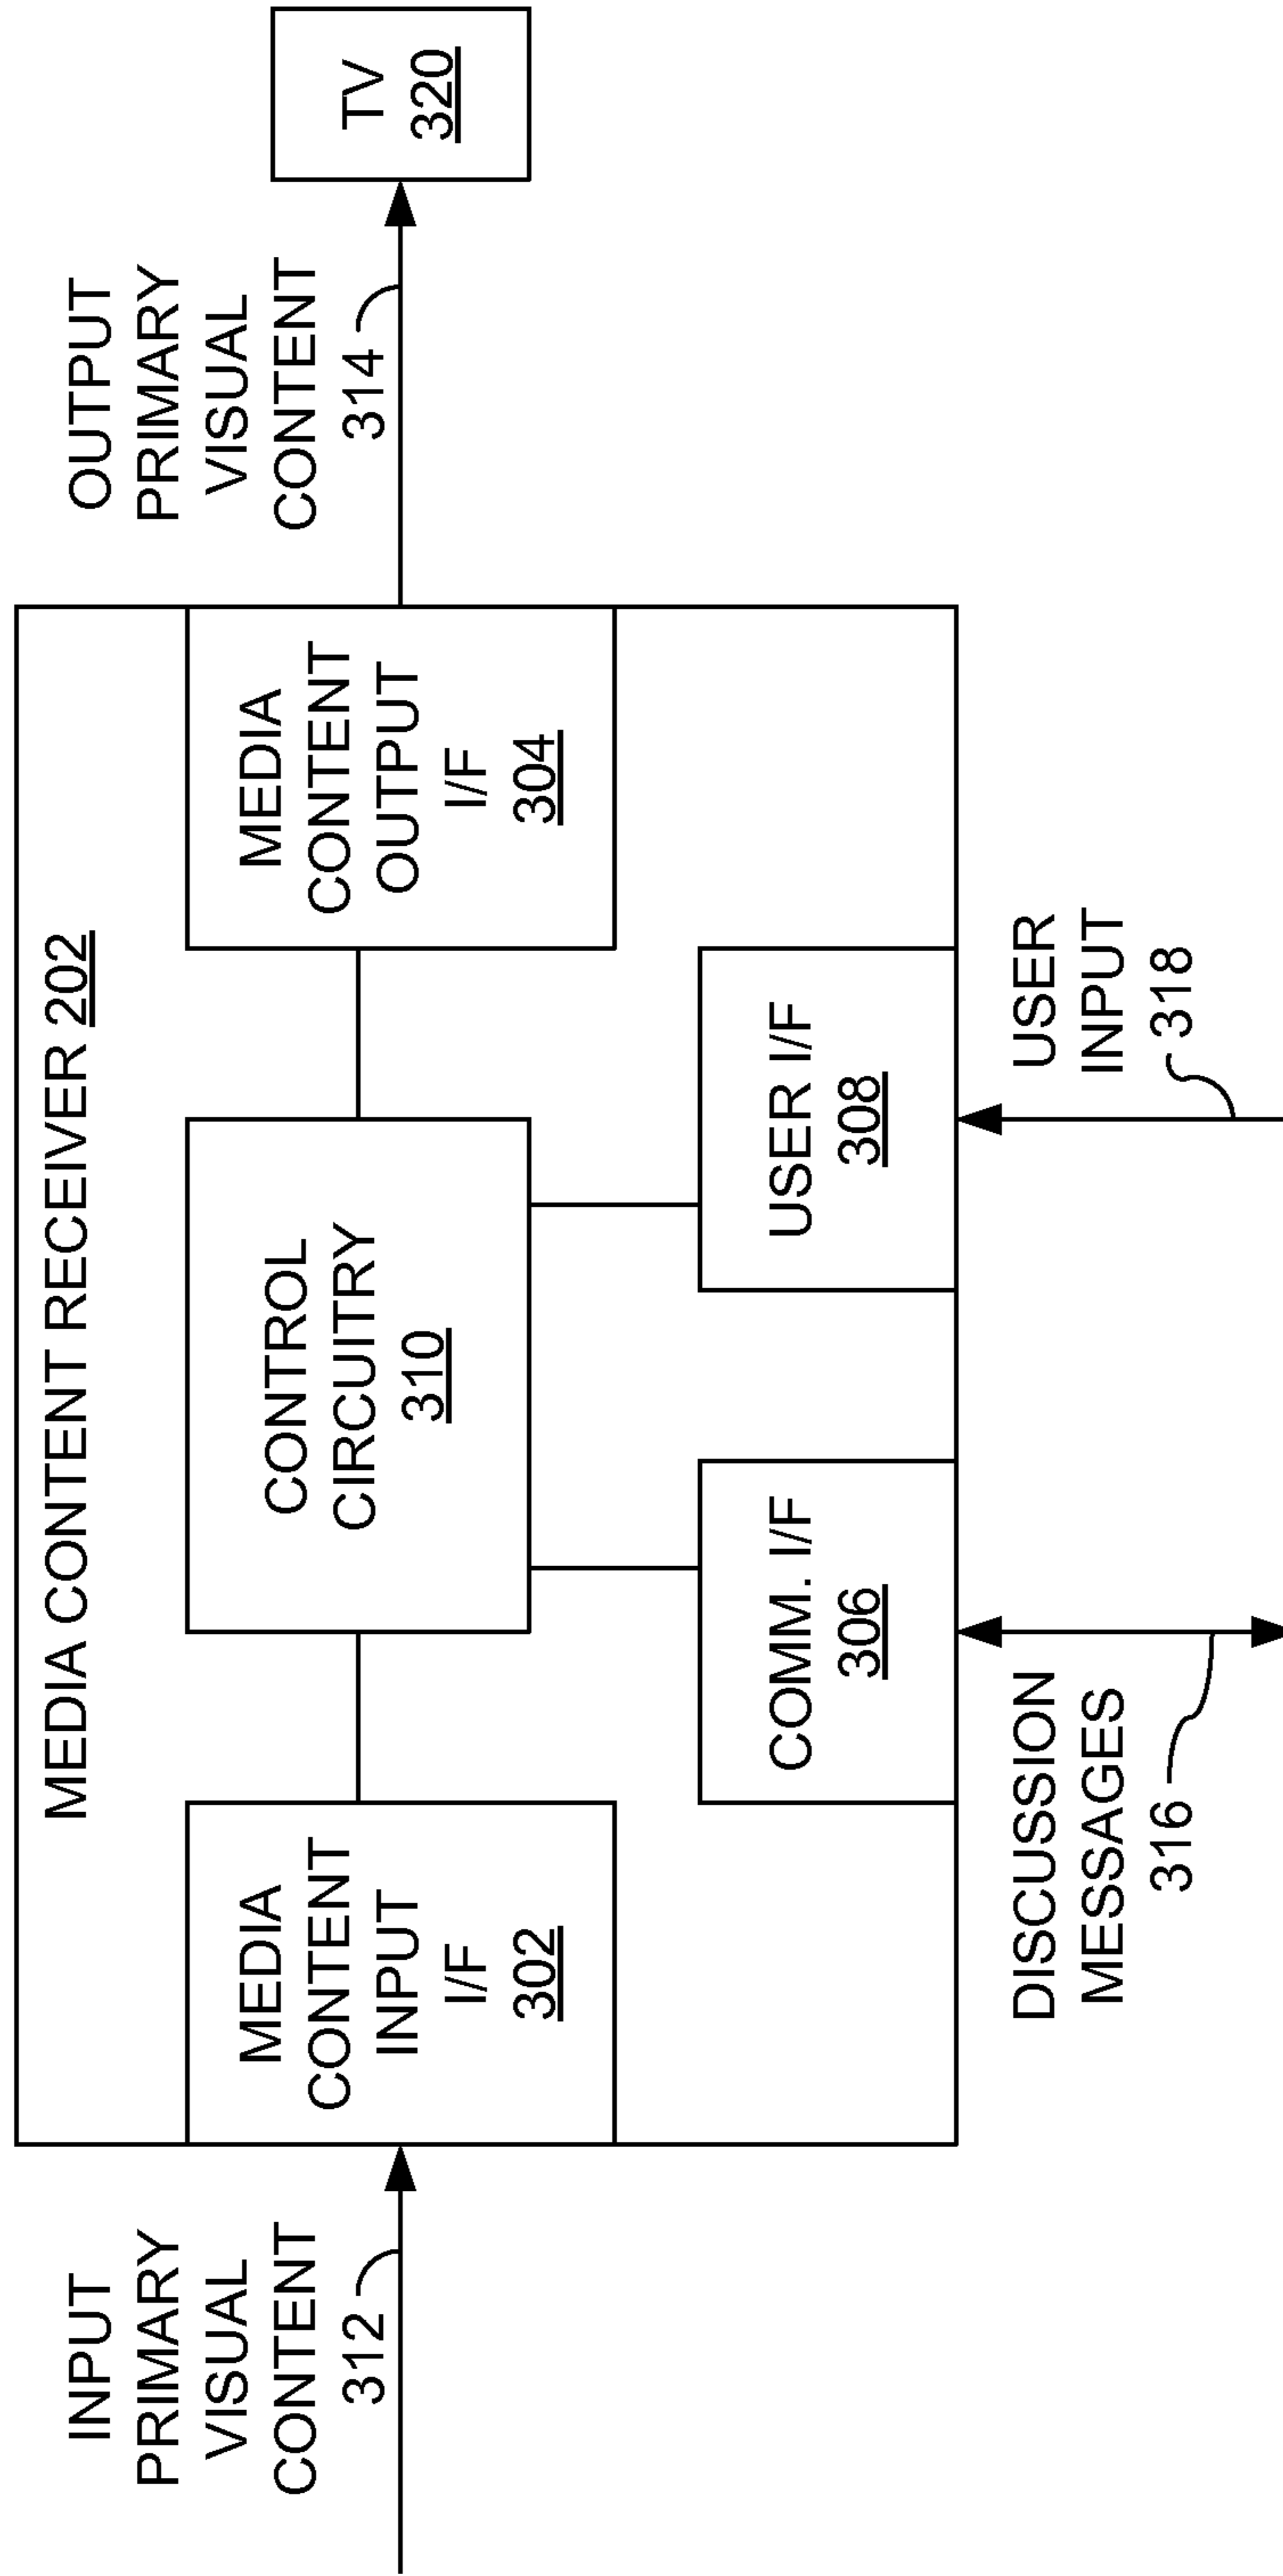 MEDIA CONTENT RECEIVER 202
INPUT
PRIMARY
VISUAL
CONTENT
312
MEDIA
CONTENT
INPUT
I/F
302
CONTROL
CIRCUITRY
310
MEDIA
CONTENT
OUTPUT
I/F
304
OUTPUT
PRIMARY
VISUAL
CONTENT
314
TV
320
COMM. I/F
306
USER I/F
308
DISCUSSION
MESSAGES
316
USER
INPUT
318